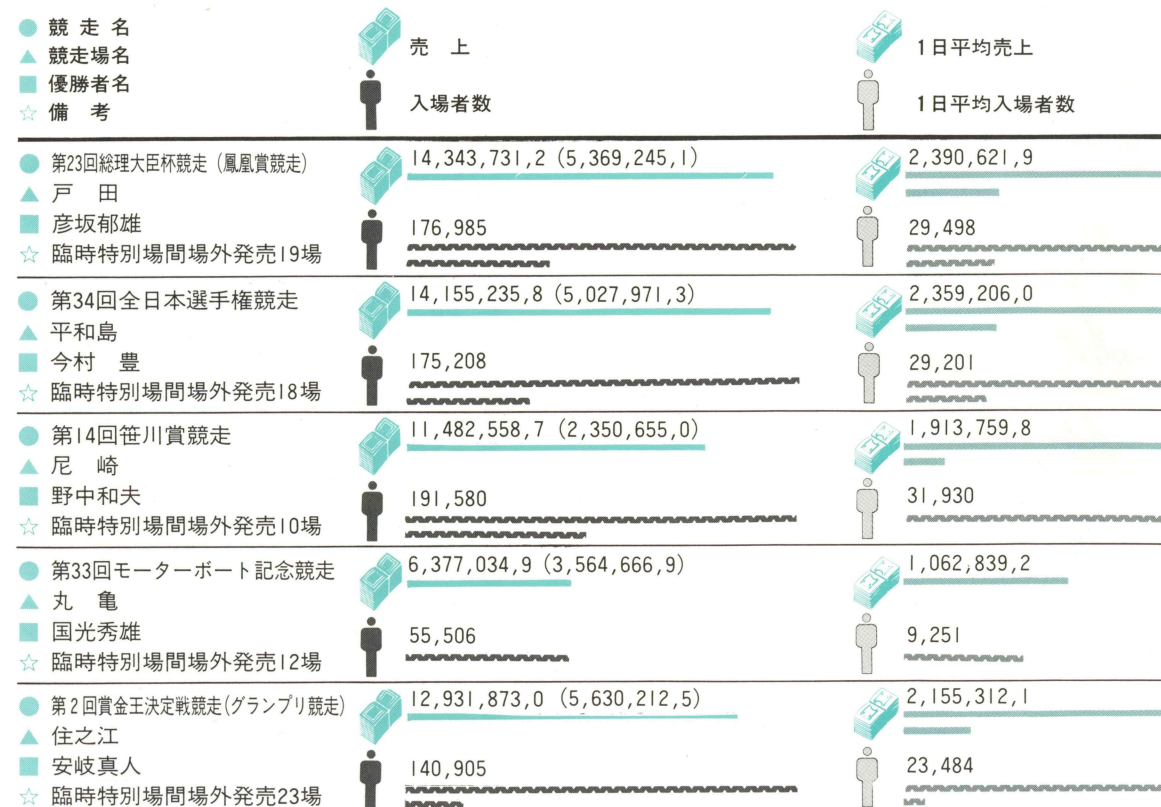 ● 競走名
▲ 競走場名
■ 優勝者名
☆ 備考
売上
入場者数
1日平均売上
1日平均入場者数
● 第23回総理大臣杯競走（鳳凰賞競走）
▲ 戸田
■ 彦坂郁雄
☆ 臨時特別場間場外発売19場
14,343,731,2 (5,369,245,1)
176,985
2,390,621,9
29,498
● 第34回全日本選手権競走
▲ 平和島
■ 今村 豊
☆ 臨時特別場間場外発売18場
14,155,235,8 (5,027,971,3)
175,208
2,359,206,0
29,201
● 第14回笹川賞競走
▲ 尼崎
■ 野中和夫
☆ 臨時特別場間場外発売10場
11,482,558,7 (2,350,655,0)
191,580
1,913,759,8
31,930
● 第33回モーターボート記念競走
▲ 丸亀
■ 国光秀雄
☆ 臨時特別場間場外発売12場
6,377,034,9 (3,564,666,9)
55,506
1,062,839,2
9,251
● 第2回賞金王決定戦競走(グランプリ競走)
▲ 住之江
■ 安岐真人
☆ 臨時特別場間場外発売23場
12,931,873,0 (5,630,212,5)
140,905
2,155,312,1
23,484